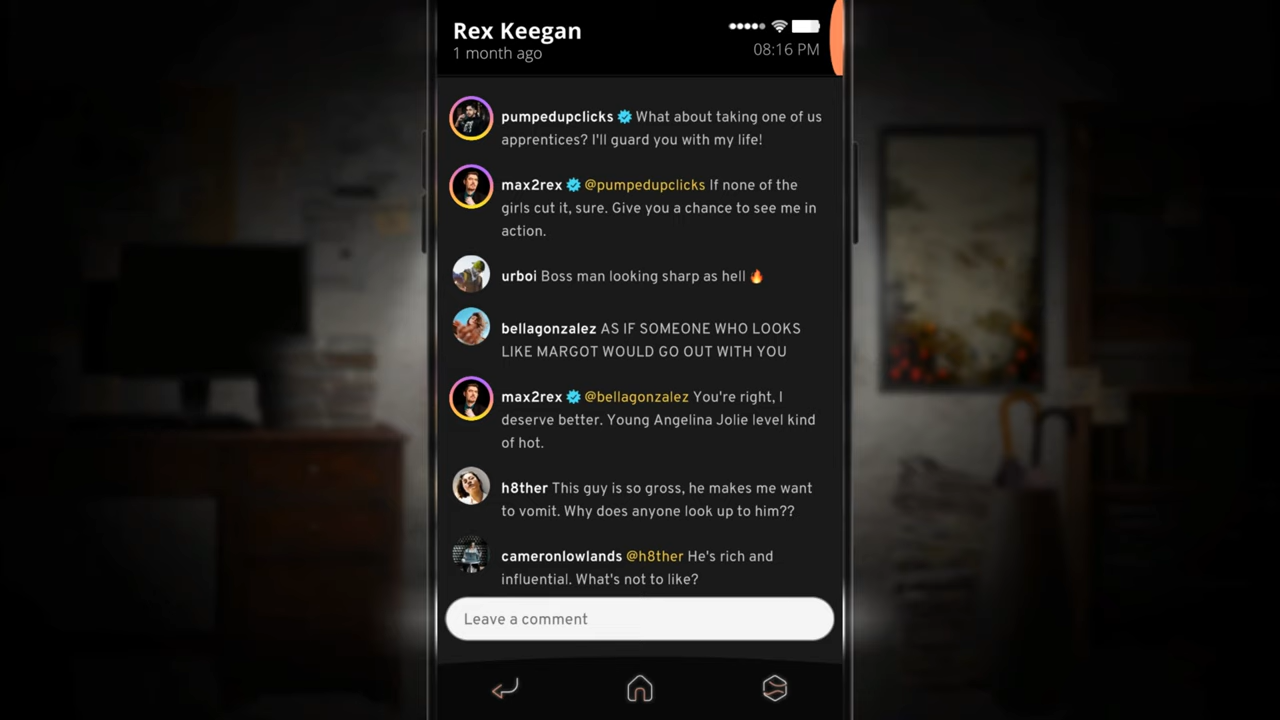 Rex Keegan
1 month ago
08:16 PM
pumpedupclicks What about taking one of us
apprentices? I'll guard you with my life!
max2rex @pumpedupclicks If none of the
girls cut it, sure. Give you a chance to see me in
action.
urboi Boss man looking sharp as hell 🔥
bellagonzalez AS IF SOMEONE WHO LOOKS
LIKE MARGOT WOULD GO OUT WITH YOU
max2rex @bellagonzalez You're right, I
deserve better. Young Angelina Jolie level kind
of hot.
h8ther This guy is so gross, he makes me want
to vomit. Why does anyone look up to him??
cameronlowlands @h8ther He's rich and
influential. What's not to like?
Leave a comment